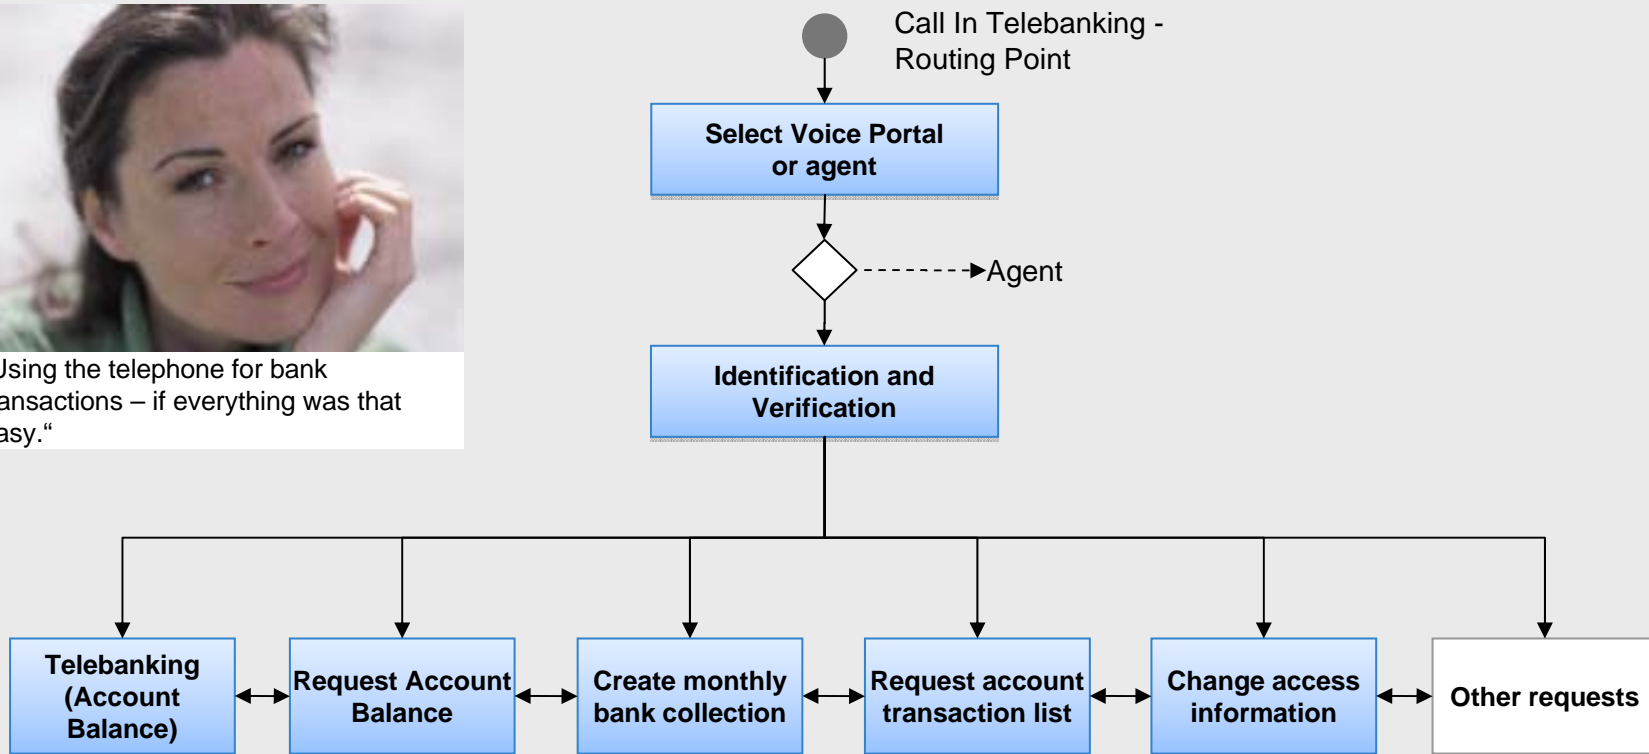 Call In Telebanking -
Routing Point
Select Voice Portal
or agent
Agent
Using the telephone for bank
ansactions – if everything was that
asy.“
Identification and
Verification
Telebanking
(Account
Balance)
Request Account
Balance
Create monthly
bank collection
Request account
transaction list
Change access
information
Other requests